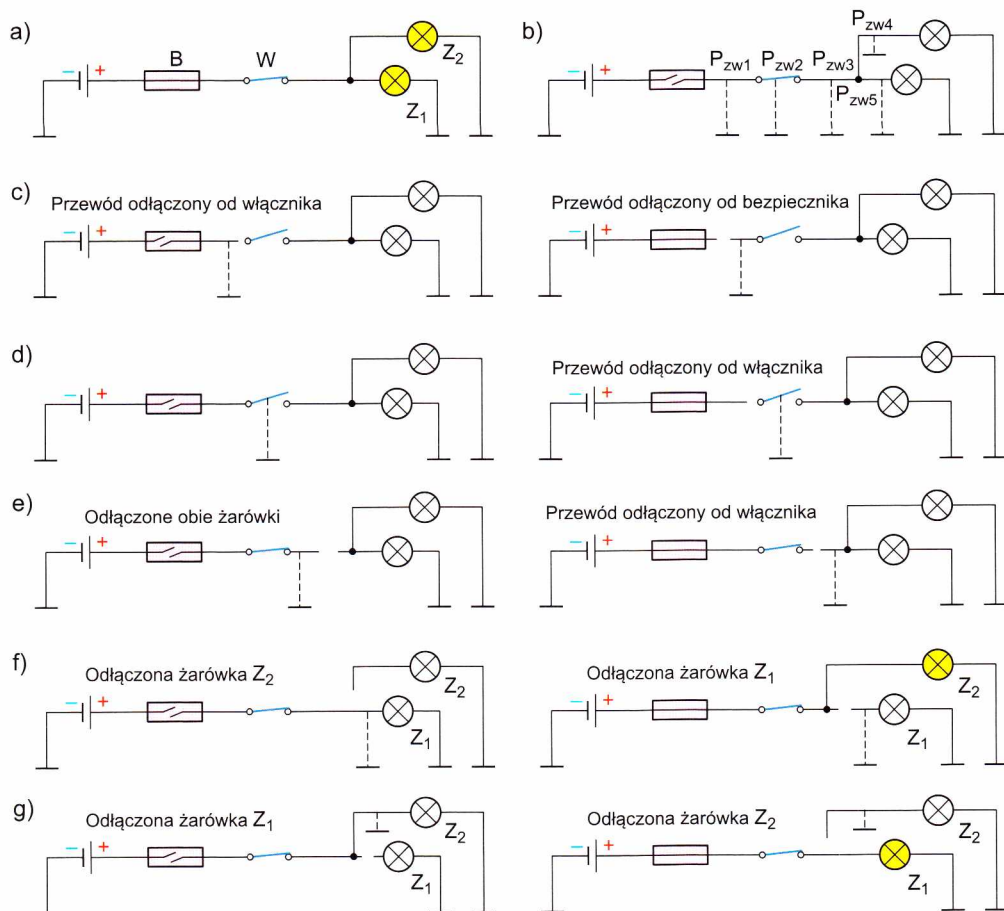 a)
B
W
Z2
Z1
b)
Pzw1
Pzw2
Pzw3
Pzw4
Pzw5
− +
− +
c)
Przewód odłączony od włącznika
− +
Przewód odłączony od bezpiecznika
− +
d)
− +
Przewód odłączony od włącznika
− +
e)
Odłączone obie żarówki
− +
Przewód odłączony od włącznika
− +
f)
Odłączona żarówka Z2
− +
Z2
Z1
Odłączona żarówka Z1
− +
Z2
Z1
g)
Odłączona żarówka Z1
− +
Z2
Z1
Odłączona żarówka Z2
− +
Z2
Z1